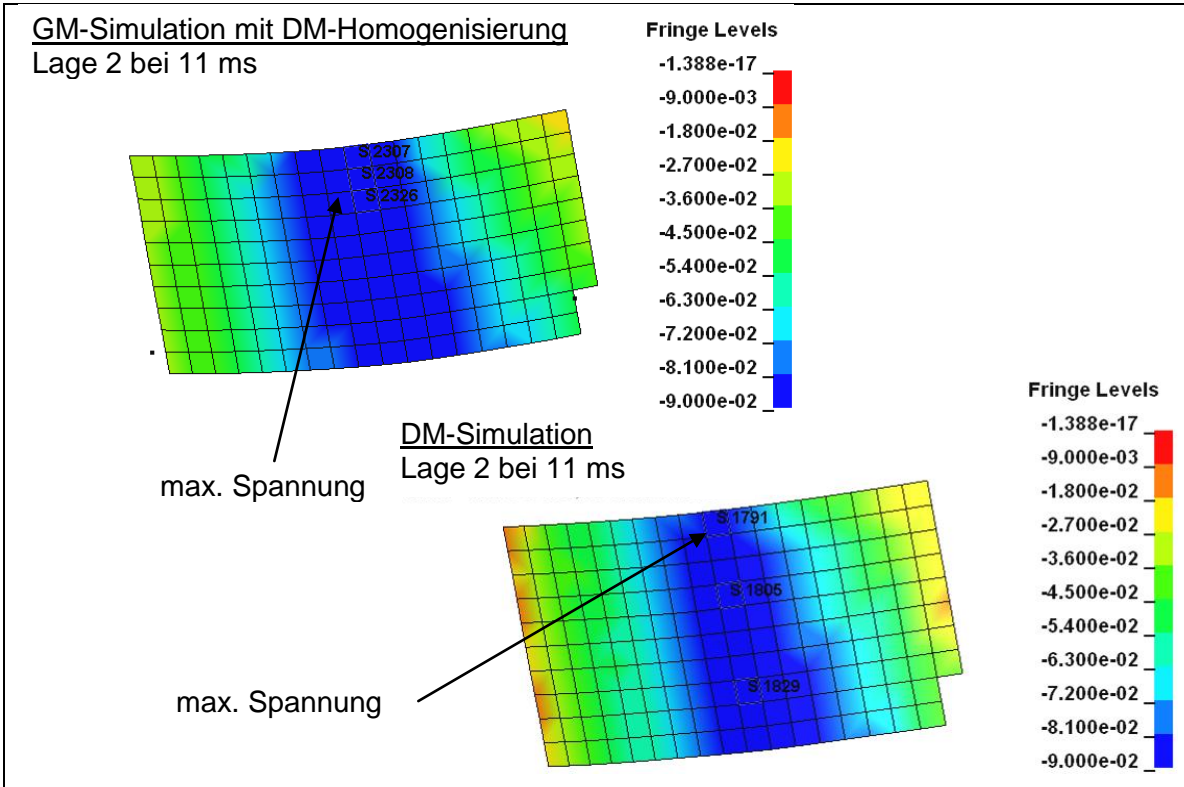 GM-Simulation mit DM-Homogenisierung
Lage 2 bei 11 ms
Fringe Levels
-1.388e-17
-9.000e-03
-1.800e-02
-2.700e-02
-3.600e-02
-4.500e-02
-5.400e-02
-6.300e-02
-7.200e-02
-8.100e-02
-9.000e-02
S 2307
S 2308
S 2326
max. Spannung
DM-Simulation
Lage 2 bei 11 ms
Fringe Levels
-1.388e-17
-9.000e-03
-1.800e-02
-2.700e-02
-3.600e-02
-4.500e-02
-5.400e-02
-6.300e-02
-7.200e-02
-8.100e-02
-9.000e-02
S 1791
S 1805
S 1829
max. Spannung